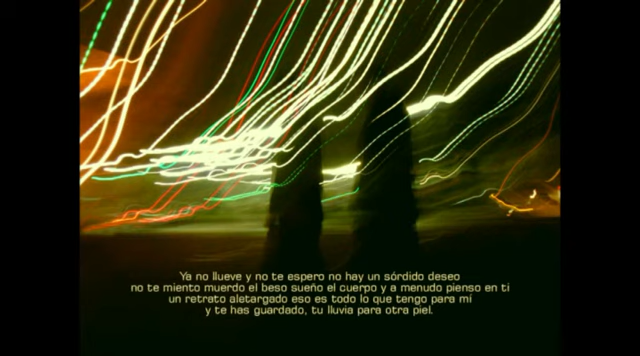 Ya no llueve y no te espero no hay un sórdido deseo
no te miento muerdo el beso sueño el cuerpo y a menudo pienso en ti
un retrato aletargado eso es todo lo que tengo para mí
y te has guardado, tu lluvia para otra piel.